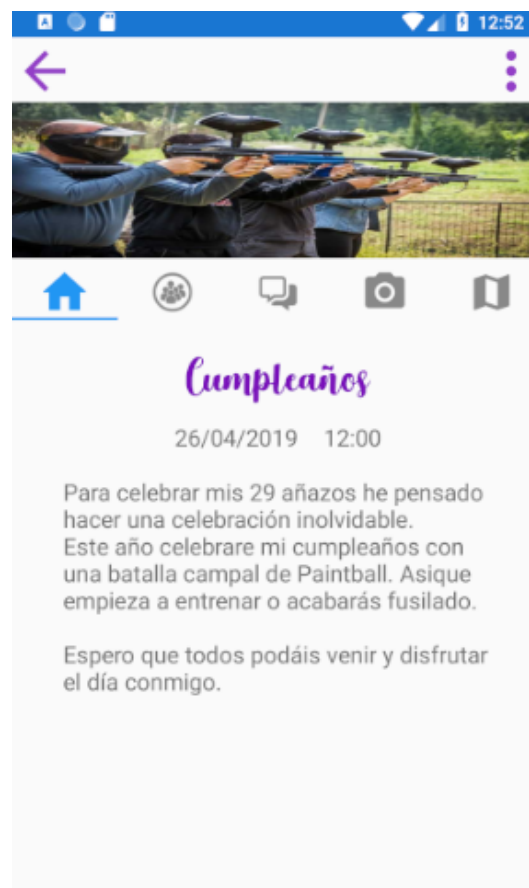 12:52
Cumpleaños
26/04/2019 12:00
Para celebrar mis 29 añazos he pensado
hacer una celebración inolvidable.
Este año celebrare mi cumpleaños con
una batalla campal de Paintball. Asique
empieza a entrenar o acabarás fusilado.
Espero que todos podáis venir y disfrutar
el día conmigo.